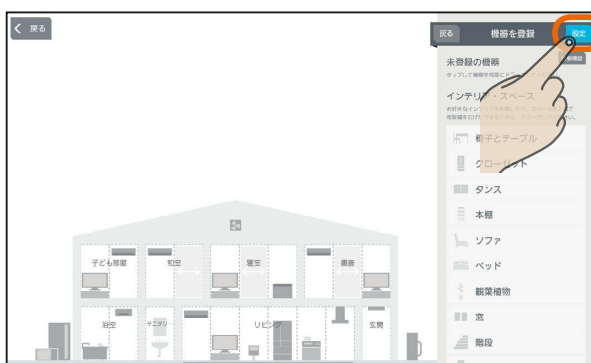 戻る
戻る
機器を登録
設定
未登録の機器
インテリア・スペース
椅子とテーブル
クローゼット
タンス
本棚
ソファ
ベッド
観葉植物
窓
階段
子ども部屋
和室
寝室
書斎
浴室
サニタリー
リビング
玄関